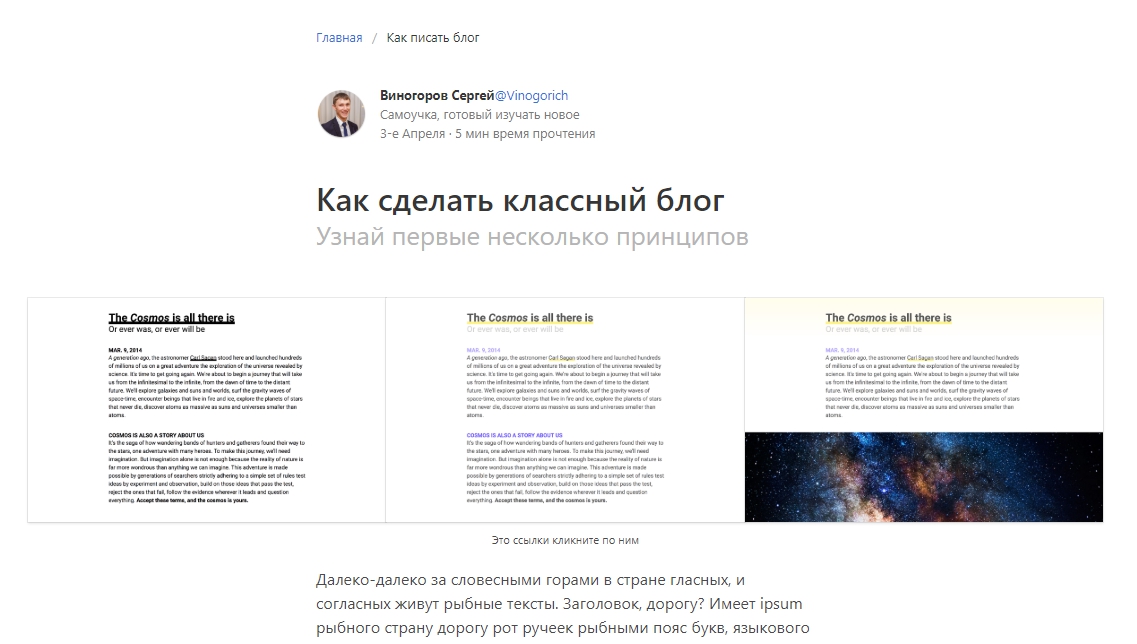 Главная / Как писать блог
Виногоров Сергей@Vinogorich
Самоучка, готовый изучать новое
3-е Апреля · 5 мин время прочтения
Как сделать классный блог
Узнай первые несколько принципов
The Cosmos is all there is
Or ever was, or ever will be
MAR. 9, 2014
A generation ago, the astronomer Carl Sagan stood here and launched hundreds
of millions of us on a great adventure the exploration of the universe revealed by
science. It's time to get going again. We're about to begin a journey that will take
us from the infinitesimal to the infinite, from the dawn of time to the distant
future. We'll explore galaxies and suns and worlds, surf the gravity waves of
space-time, encounter beings that live in fire and ice, explore the planets of stars
that never die, discover atoms as massive as suns and universes smaller than
atoms.
COSMOS IS ALSO A STORY ABOUT US
It's the saga of how wandering bands of hunters and gatherers found their way to
the stars, one adventure with many heroes. To make this journey, we'll need
imagination. But imagination alone is not enough because the reality of nature is
far more wondrous than anything we can imagine. This adventure is made
possible by generations of searchers strictly adhering to a simple set of rules test
ideas by experiment and observation, build on those ideas that pass the test,
reject the ones that fail, follow the evidence wherever it leads and question
everything. Accept these terms, and the cosmos is yours.
The Cosmos is all there is
Or ever was, or ever will be
MAR. 9, 2014
A generation ago, the astronomer Carl Sagan stood here and launched hundreds
of millions of us on a great adventure the exploration of the universe revealed by
science. It's time to get going again. We're about to begin a journey that will take
us from the infinitesimal to the infinite, from the dawn of time to the distant
future. We'll explore galaxies and suns and worlds, surf the gravity waves of
space-time, encounter beings that live in fire and ice, explore the planets of stars
that never die, discover atoms as massive as suns and universes smaller than
atoms.
COSMOS IS ALSO A STORY ABOUT US
It's the saga of how wandering bands of hunters and gatherers found their way to
the stars, one adventure with many heroes. To make this journey, we'll need
imagination. But imagination alone is not enough because the reality of nature is
far more wondrous than anything we can imagine. This adventure is made
possible by generations of searchers strictly adhering to a simple set of rules test
ideas by experiment and observation, build on those ideas that pass the test,
reject the ones that fail, follow the evidence wherever it leads and question
everything. Accept these terms, and the cosmos is yours.
The Cosmos is all there is
Or ever was, or ever will be
MAR. 9, 2014
A generation ago, the astronomer Carl Sagan stood here and launched hundreds
of millions of us on a great adventure the exploration of the universe revealed by
science. It's time to get going again. We're about to begin a journey that will take
us from the infinitesimal to the infinite, from the dawn of time to the distant
future. We'll explore galaxies and suns and worlds, surf the gravity waves of
space-time, encounter beings that live in fire and ice, explore the planets of stars
that never die, discover atoms as massive as suns and universes smaller than
atoms.
Это ссылки кликните по ним
Далеко-далеко за словесными горами в стране гласных, и
согласных живут рыбные тексты. Заголовок, дорогу? Имеет ipsum
рыбного страну дорогу рот ручеек рыбными пояс букв, языкового